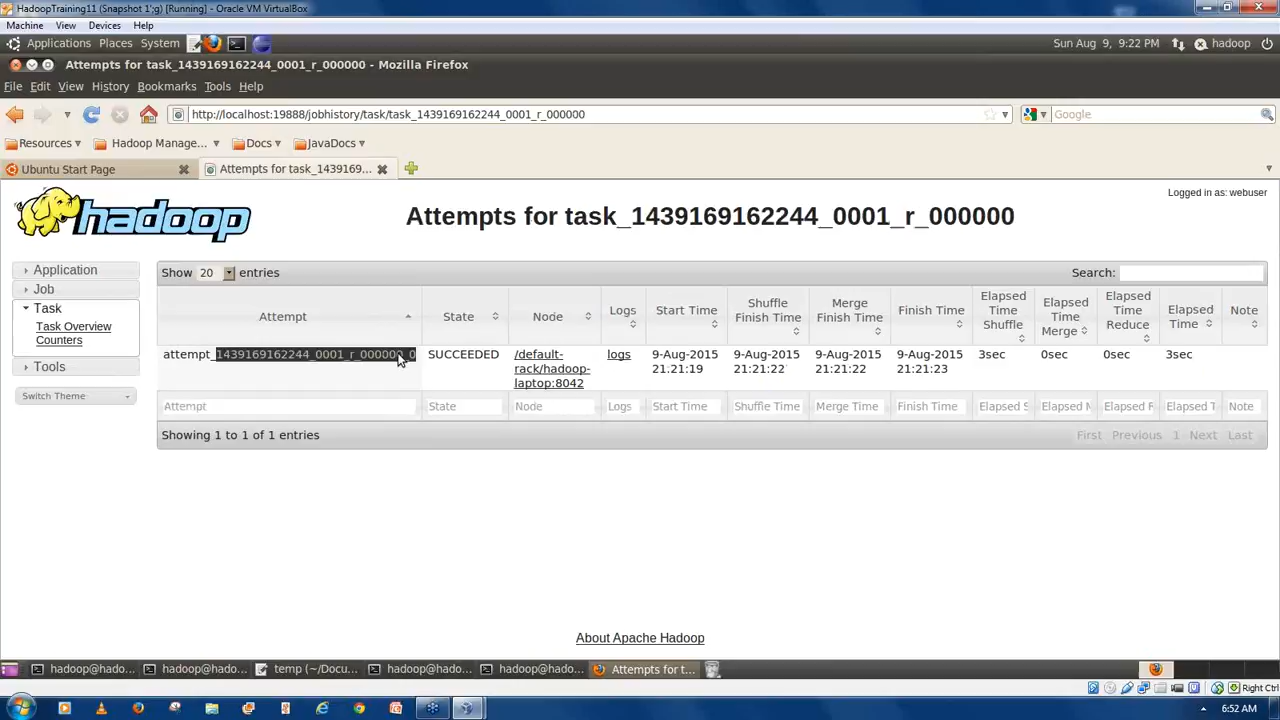 HadoopTraining11 (Snapshot 1';g) [Running] - Oracle VM VirtualBox
Machine View Devices Help
Applications Places System Sun Aug 9, 9:22 PM hadoop
Attempts for task_1439169162244_0001_r_000000 - Mozilla Firefox
File Edit View History Bookmarks Tools Help
http://localhost:19888/jobhistory/task/task_1439169162244_0001_r_000000 Google
Resources Hadoop Manage... Docs JavaDocs
Ubuntu Start Page Attempts for task_1439169...
Logged in as: webuser
hadoop Attempts for task_1439169162244_0001_r_000000
Application
Job
Task
Task Overview
Counters
Tools
Switch Theme
Show 20 entries Search:
Attempt State Node Logs Start Time Shuffle Finish Time Merge Finish Time Finish Time Elapsed Time Shuffle Elapsed Time Merge Elapsed Time Reduce Elapsed Time Note
attempt_1439169162244_0001_r_000000_0 SUCCEEDED /default-rack/hadoop-laptop:8042 logs 9-Aug-2015 21:21:19 9-Aug-2015 21:21:22 9-Aug-2015 21:21:22 9-Aug-2015 21:21:23 3sec 0sec 0sec 3sec
Attempt State Node Logs Start Time Shuffle Time Merge Time Finish Time Elapsed S Elapsed M Elapsed R Elapsed T Note
Showing 1 to 1 of 1 entries First Previous 1 Next Last
About Apache Hadoop
hadoop@hado... hadoop@hado... temp (~/Docu... hadoop@hado... hadoop@hado... Attempts for t...
Right Ctrl
6:52 AM